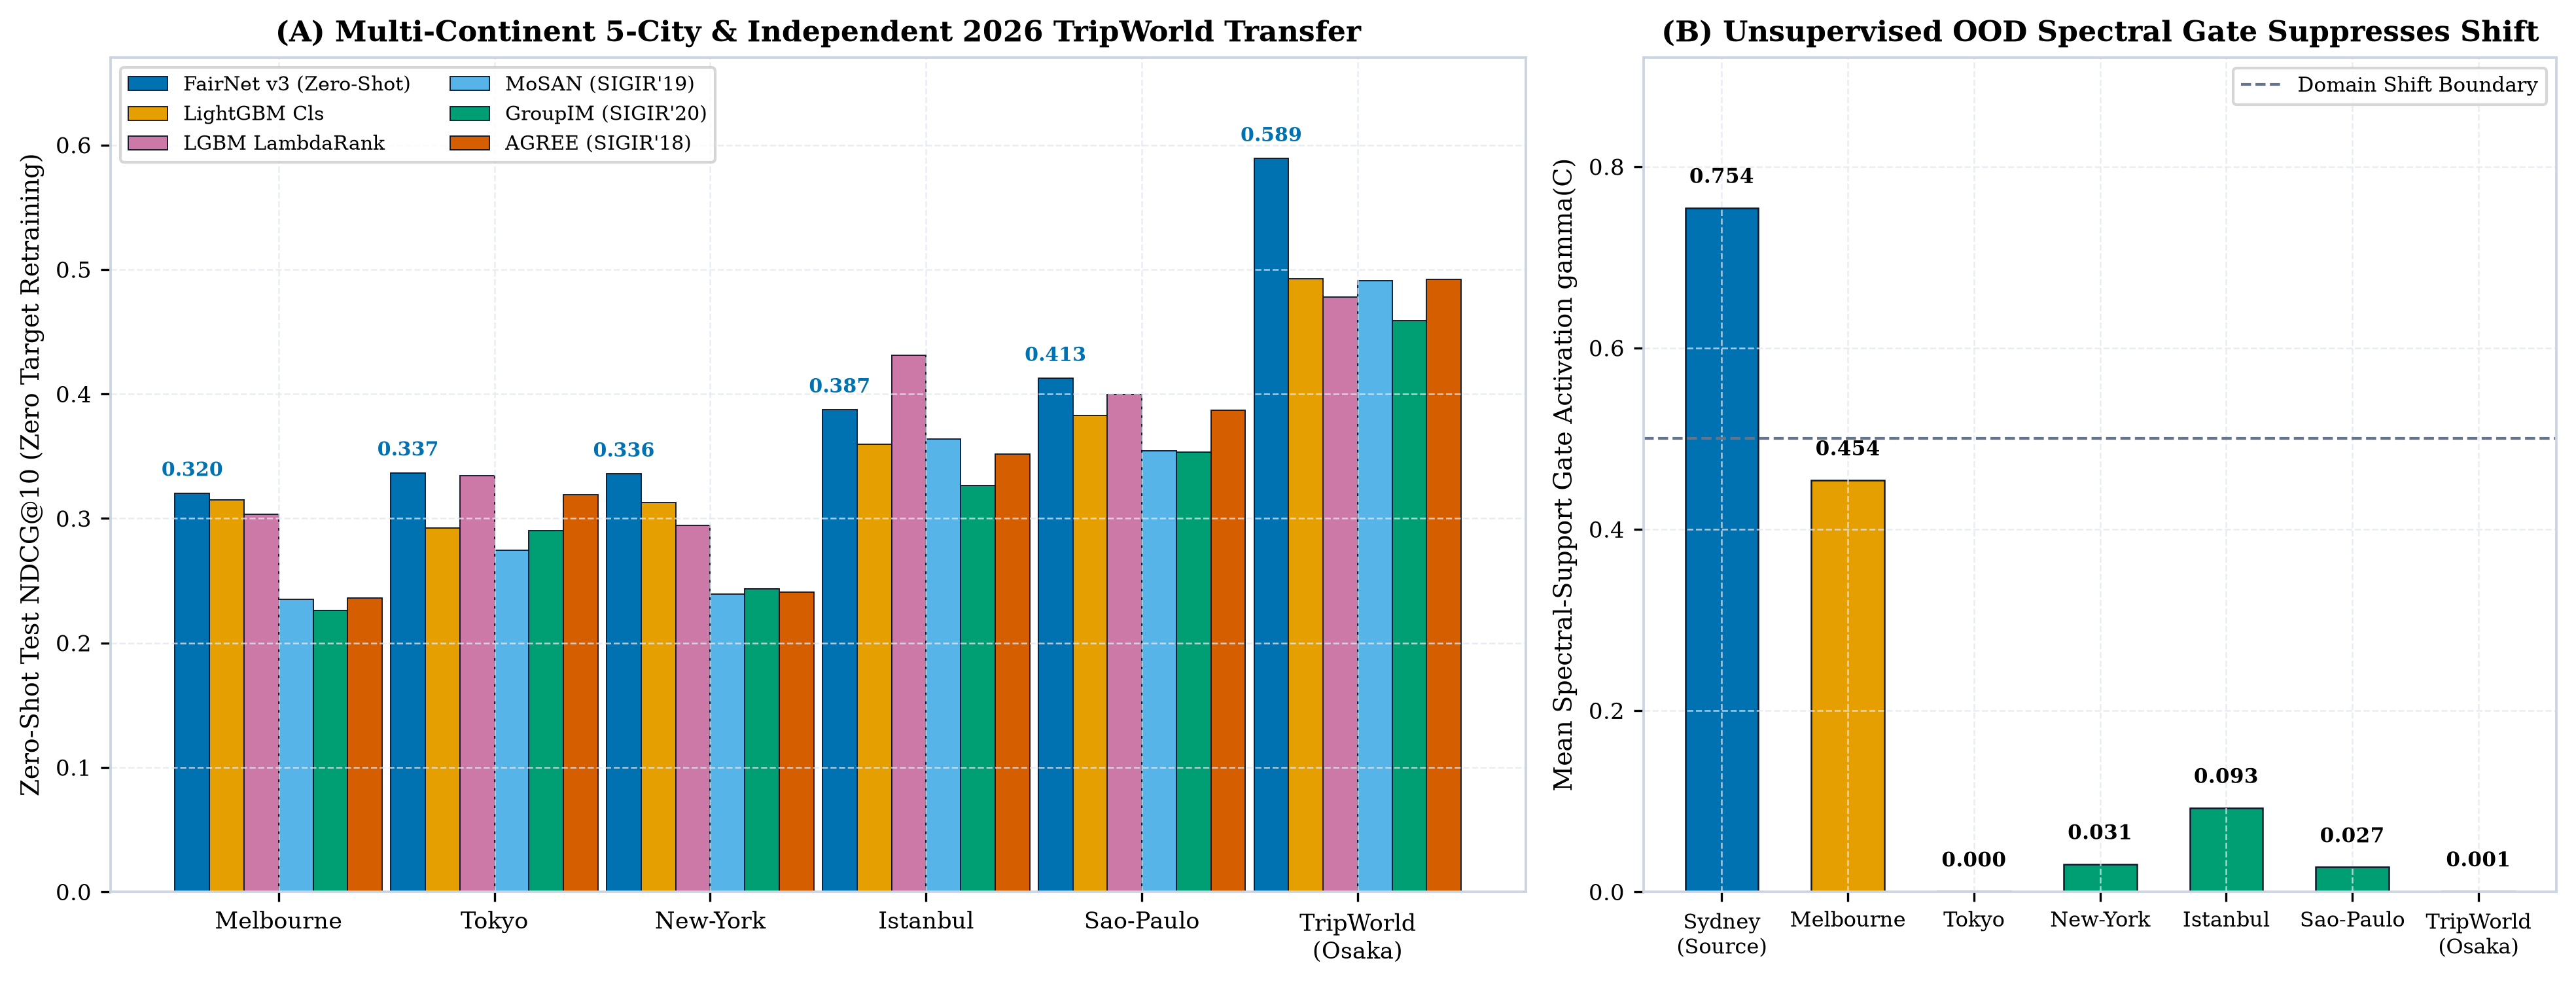 (A) Multi-Continent 5-City & Independent 2026 TripWorld Transfer
FairNet v3 (Zero-Shot)
LightGBM Cls
LGBM LambdaRank
MoSAN (SIGIR'19)
GroupIM (SIGIR'20)
AGREE (SIGIR'18)
Zero-Shot Test NDCG@10 (Zero Target Retraining)
0.6
0.5
0.4
0.3
0.2
0.1
0.0
0.320
0.337
0.336
0.387
0.413
0.589
Melbourne
Tokyo
New-York
Istanbul
Sao-Paulo
TripWorld
(Osaka)
(B) Unsupervised OOD Spectral Gate Suppresses Shift
Domain Shift Boundary
Mean Spectral-Support Gate Activation gamma(C)
0.8
0.6
0.4
0.2
0.0
0.754
0.454
0.000
0.031
0.093
0.027
0.001
Sydney
(Source)
Melbourne
Tokyo
New-York
Istanbul
Sao-Paulo
TripWorld
(Osaka)